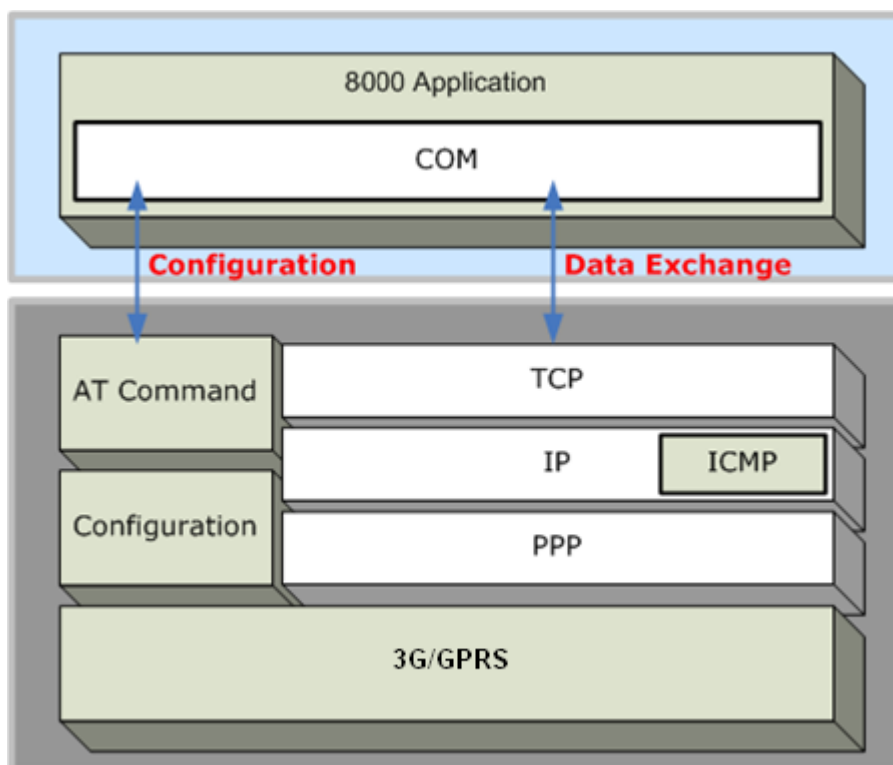 8000 Application
COM
Configuration
Data Exchange
AT Command
TCP
IP
ICMP
Configuration
PPP
3G/GPRS